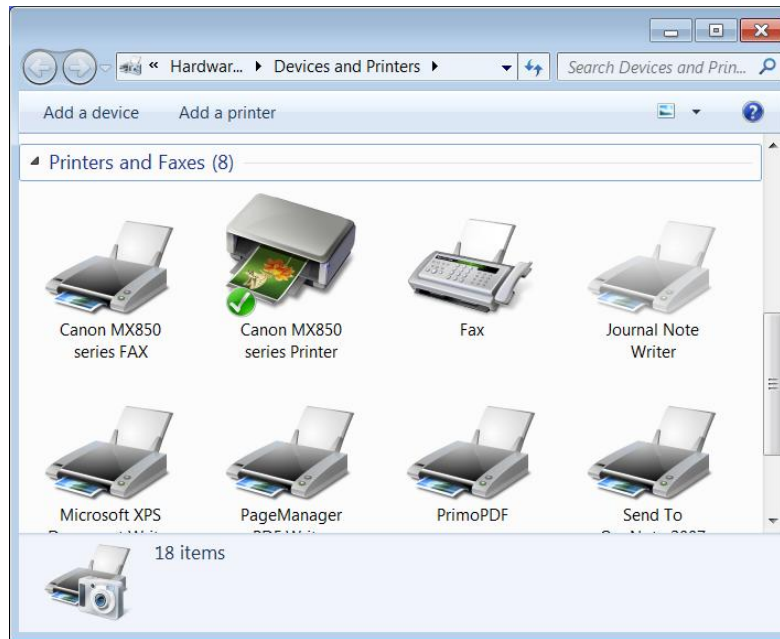 « Hardwar... ▸ Devices and Printers ▸
Search Devices and Prin...
Add a device Add a printer
Printers and Faxes (8)
Canon MX850
series FAX
Canon MX850
series Printer
Fax
Journal Note
Writer
Microsoft XPS
PageManager
PrimoPDF
Send To
18 items